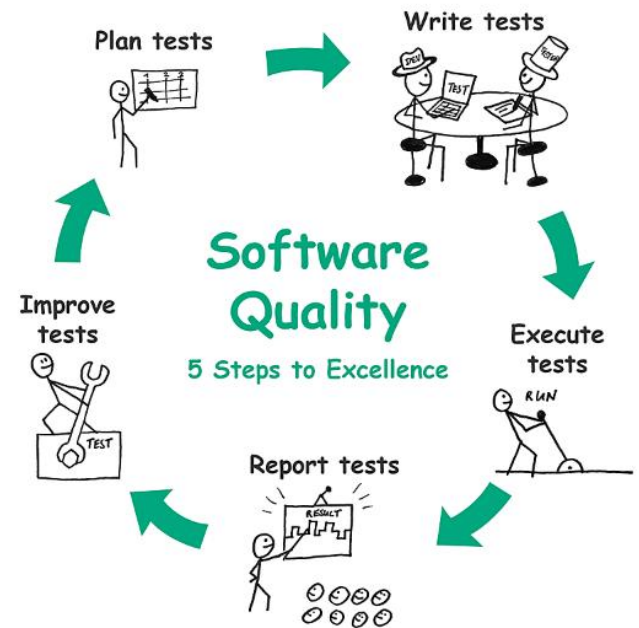 Plan tests
Write tests
DEV
TEST
Software
Quality
5 Steps to Excellence
Execute
tests
RUN
Report tests
RESULT
Improve
tests
TEST